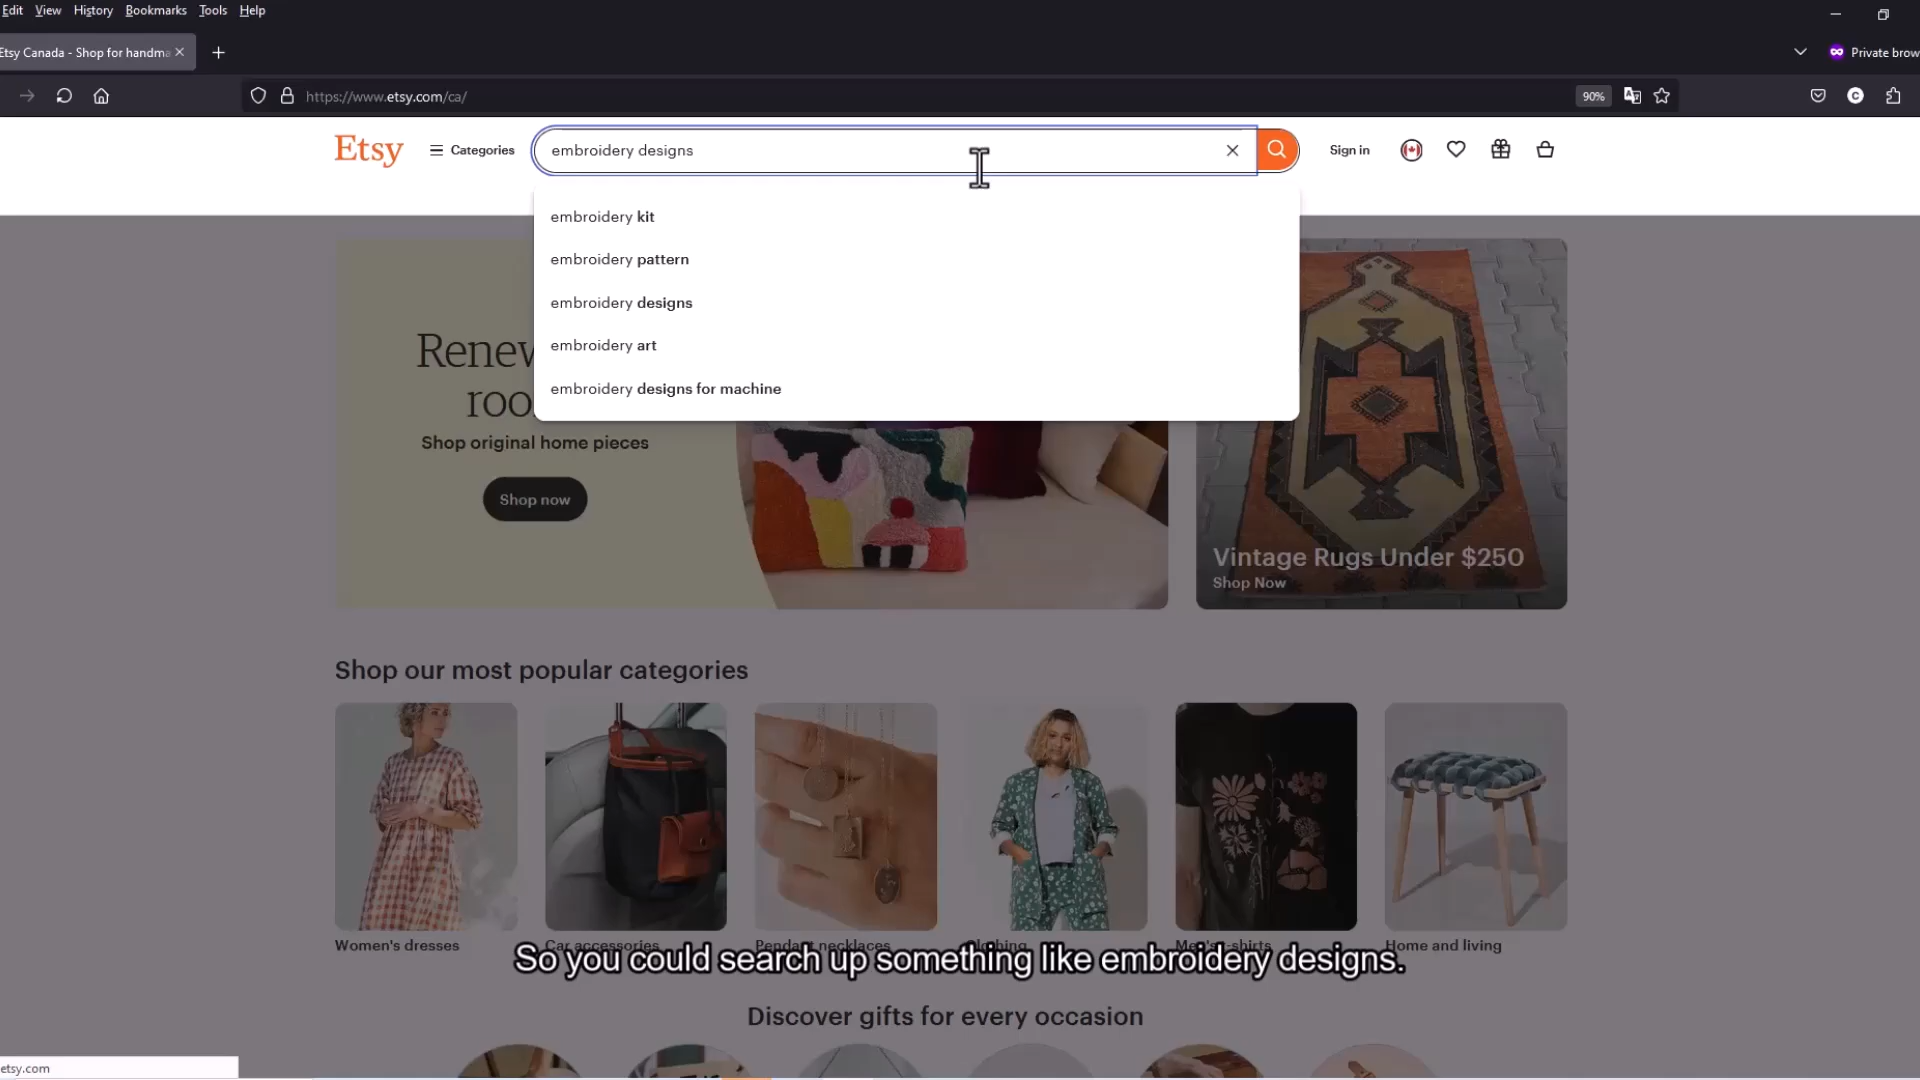 Edit View History Bookmarks Tools Help
Etsy Canada - Shop for handma
Private brow
https://www.etsy.com/ca/
90%
Etsy
Categories
embroidery designs
Sign in
embroidery kit
embroidery pattern
embroidery designs
embroidery art
embroidery designs for machine
Renew
roo
Shop original home pieces
Shop now
Vintage Rugs Under $250
Shop Now
Shop our most popular categories
Women's dresses
Car accessories
Pendant necklaces
Clothing
Men's t-shirts
Home and living
So you could search up something like embroidery designs.
Discover gifts for every occasion
etsy.com